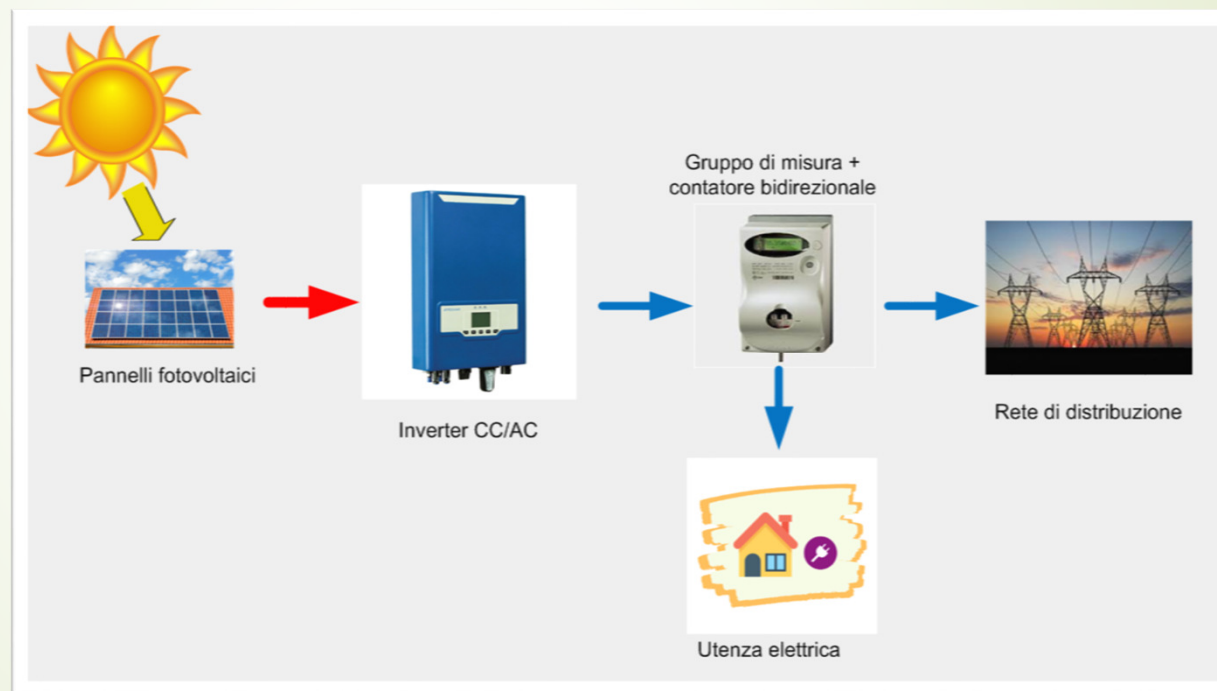 Gruppo di misura +
contatore bidirezionale
Pannelli fotovoltaici
Inverter CC/AC
Rete di distribuzione
Utenza elettrica